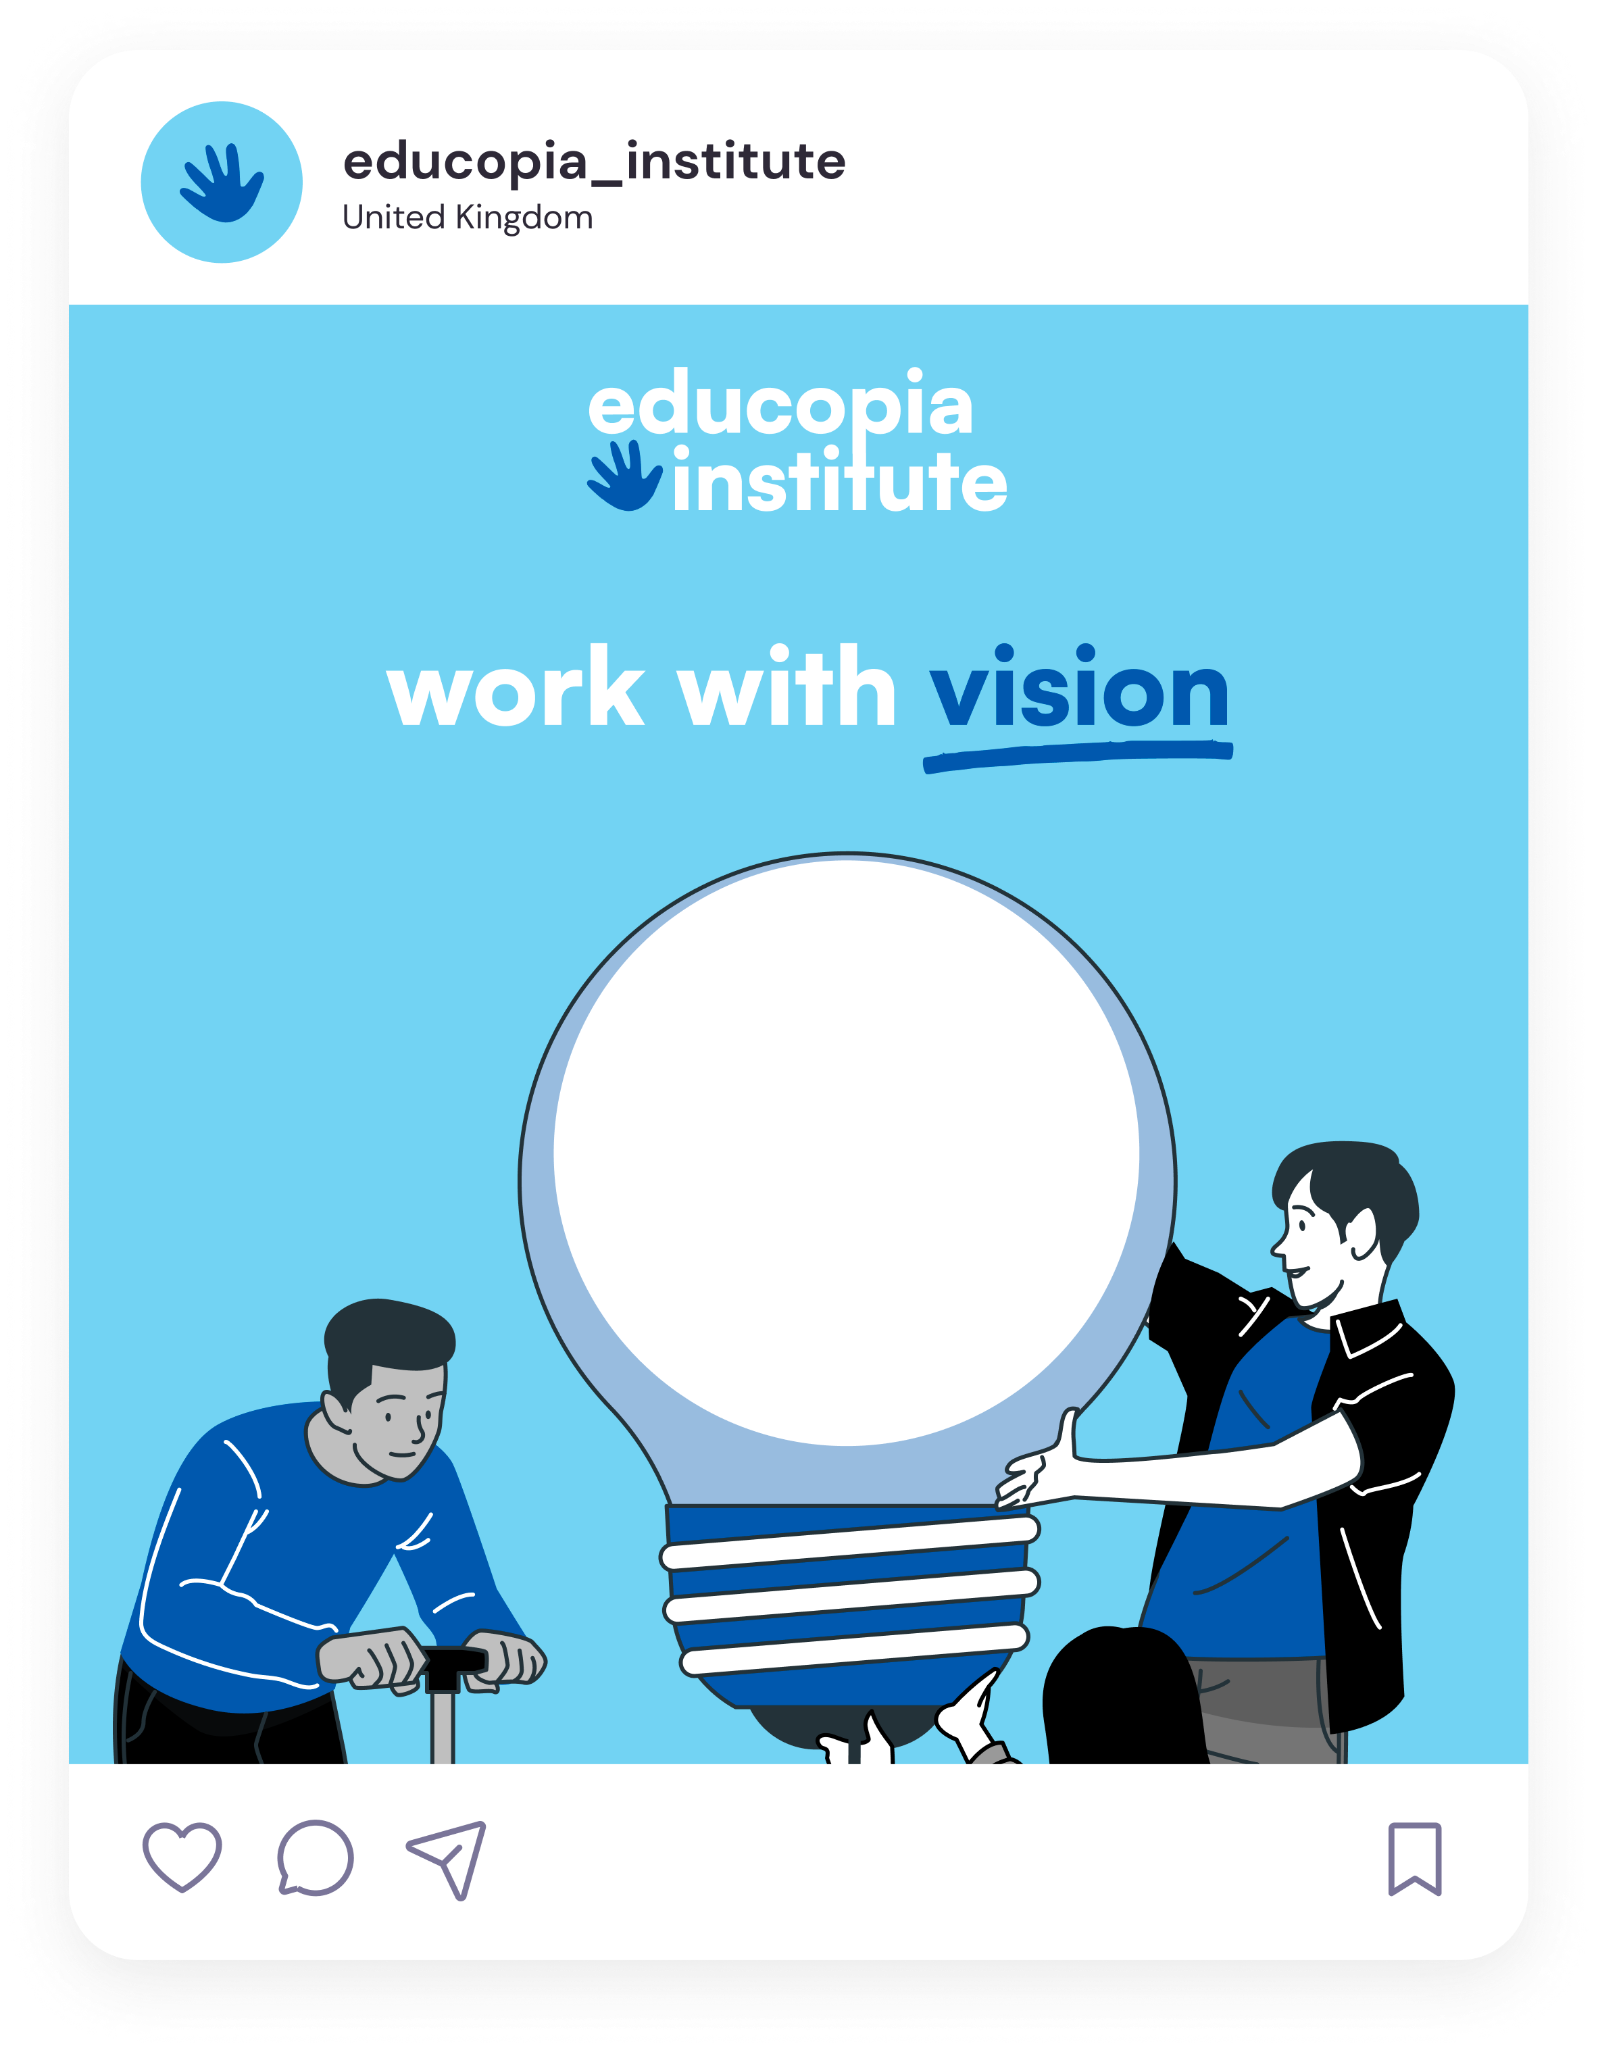 educopia_institute
United Kingdom
educopia
institute
work with vision